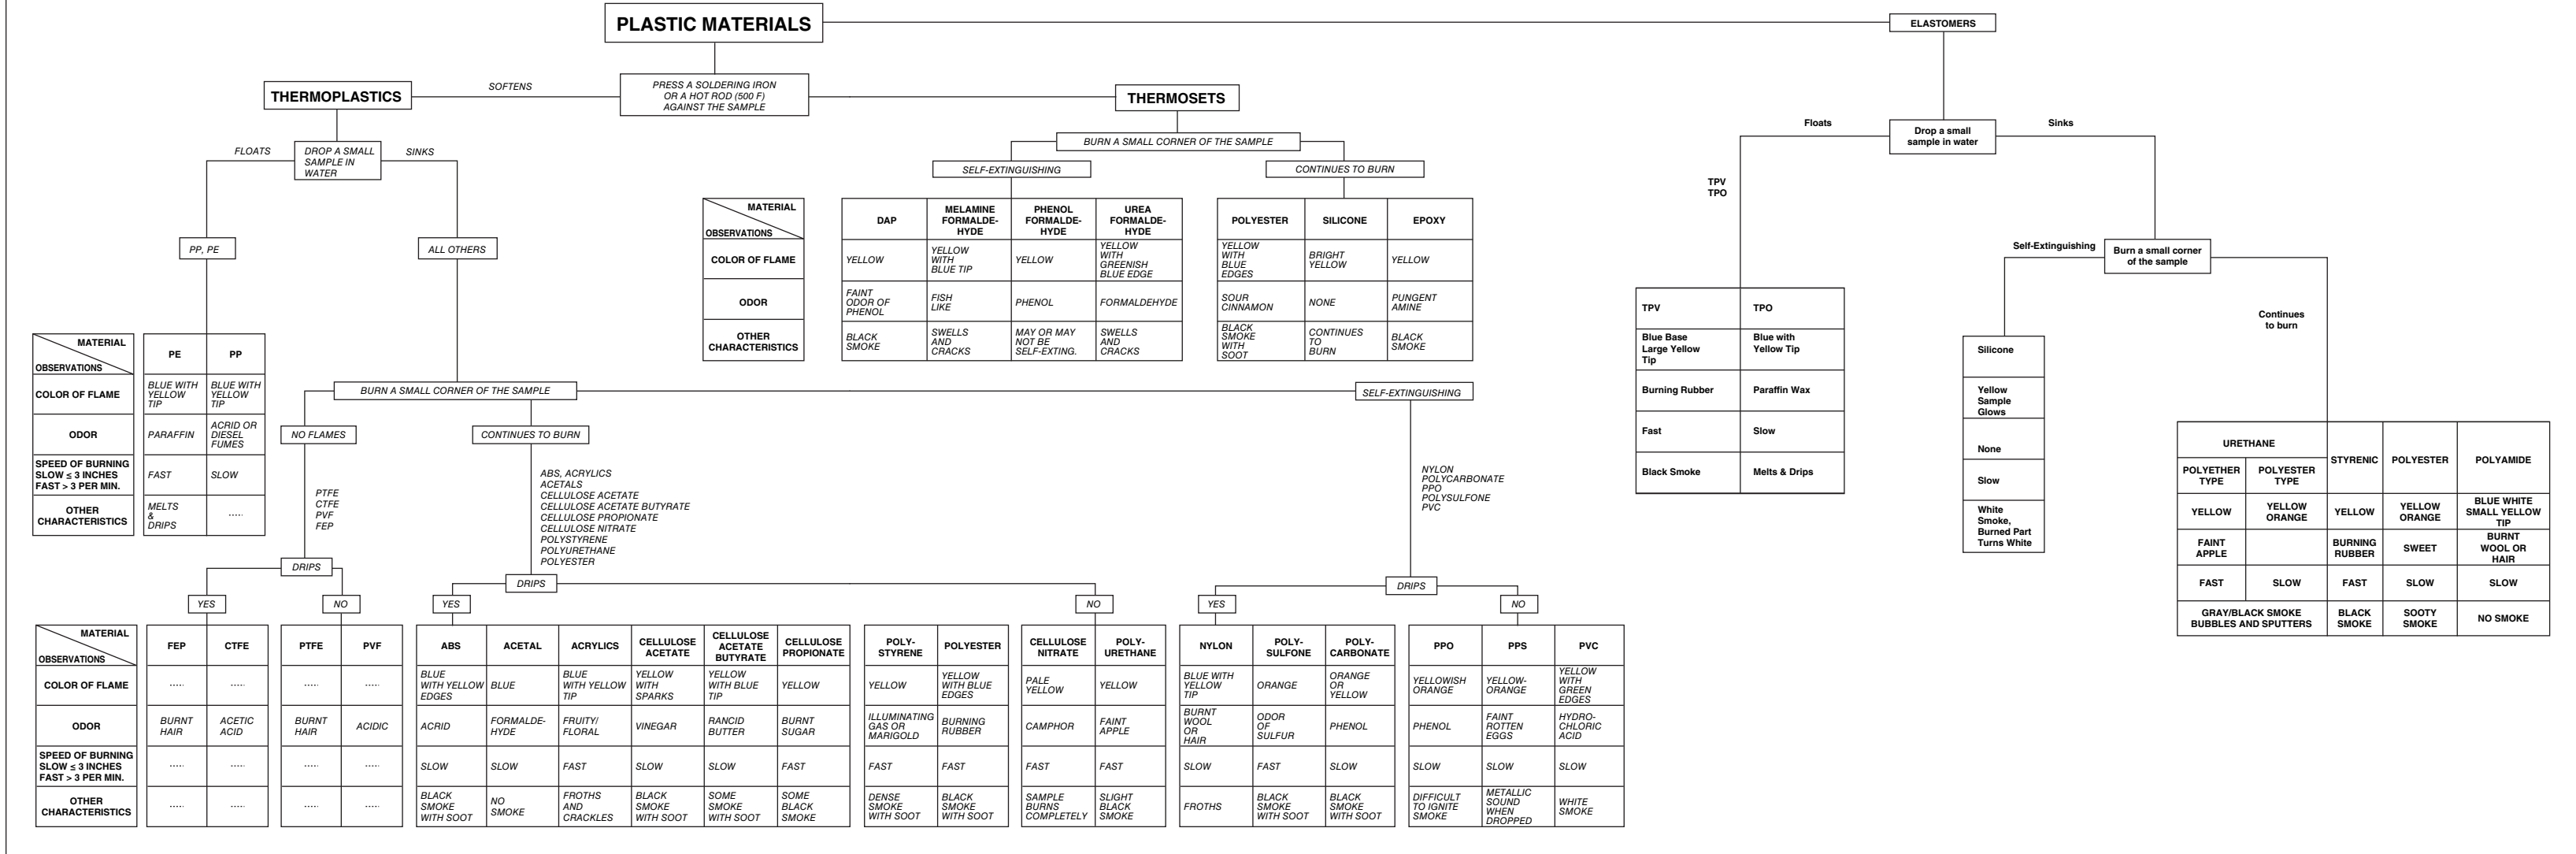 PLASTIC MATERIALS
ELASTOMERS
THERMOPLASTICS
SOFTENS
PRESS A SOLDERING IRON
OR A HOT ROD (500 F)
AGAINST THE SAMPLE
THERMOSETS
FLOATS
DROP A SMALL
SAMPLE IN
WATER
SINKS
PP, PE
ALL OTHERS
BURN A SMALL CORNER OF THE SAMPLE
SELF-EXTINGUISHING
CONTINUES TO BURN
MATERIAL
OBSERVATIONS
DAP
MELAMINE
FORMALDE-
HYDE
PHENOL
FORMALDE-
HYDE
UREA
FORMALDE-
HYDE
POLYESTER
SILICONE
EPOXY
COLOR OF FLAME
YELLOW
YELLOW
WITH
BLUE TIP
YELLOW
YELLOW
WITH
GREENISH
BLUE EDGE
YELLOW
WITH
BLUE
EDGES
BRIGHT
YELLOW
YELLOW
ODOR
FAINT
ODOR OF
PHENOL
FISH
LIKE
PHENOL
FORMALDEHYDE
SOUR
CINNAMON
NONE
PUNGENT
AMINE
OTHER
CHARACTERISTICS
BLACK
SMOKE
SWELLS
AND
CRACKS
MAY OR MAY
NOT BE
SELF-EXTING.
SWELLS
AND
CRACKS
BLACK
SMOKE
WITH
SOOT
CONTINUES
TO
BURN
BLACK
SMOKE
MATERIAL
OBSERVATIONS
PE
PP
COLOR OF FLAME
BLUE WITH
YELLOW
TIP
BLUE WITH
YELLOW
TIP
ODOR
PARAFFIN
ACRID OR
DIESEL
FUMES
SPEED OF BURNING
SLOW ≤ 3 INCHES
FAST > 3 PER MIN.
FAST
SLOW
OTHER
CHARACTERISTICS
MELTS
&
DRIPS
.....
BURN A SMALL CORNER OF THE SAMPLE
SELF-EXTINGUISHING
NO FLAMES
CONTINUES TO BURN
PTFE
CTFE
PVF
FEP
ABS, ACRYLICS
ACETALS
CELLULOSE ACETATE
CELLULOSE ACETATE BUTYRATE
CELLULOSE PROPIONATE
CELLULOSE NITRATE
POLYSTYRENE
POLYURETHANE
POLYESTER
NYLON
POLYCARBONATE
PPO
POLYSULFONE
PVC
DRIPS
YES
NO
DRIPS
YES
NO
DRIPS
YES
NO
MATERIAL
OBSERVATIONS
FEP
CTFE
PTFE
PVF
ABS
ACETAL
ACRYLICS
CELLULOSE
ACETATE
CELLULOSE
ACETATE
BUTYRATE
CELLULOSE
PROPIONATE
POLY-
STYRENE
POLYESTER
CELLULOSE
NITRATE
POLY-
URETHANE
NYLON
POLY-
SULFONE
POLY-
CARBONATE
PPO
PPS
PVC
COLOR OF FLAME
.....
.....
.....
.....
BLUE
WITH YELLOW
EDGES
BLUE
BLUE
WITH YELLOW
TIP
YELLOW
WITH
SPARKS
YELLOW
WITH BLUE
TIP
YELLOW
YELLOW
YELLOW
WITH BLUE
EDGES
PALE
YELLOW
YELLOW
BLUE WITH
YELLOW
TIP
ORANGE
ORANGE
OR
YELLOW
YELLOWISH
ORANGE
YELLOW-
ORANGE
YELLOW
WITH
GREEN
EDGES
ODOR
BURNT
HAIR
ACETIC
ACID
BURNT
HAIR
ACIDIC
ACRID
FORMALDE-
HYDE
FRUITY/
FLORAL
VINEGAR
RANCID
BUTTER
BURNT
SUGAR
ILLUMINATING
GAS OR
MARIGOLD
BURNING
RUBBER
CAMPHOR
FAINT
APPLE
BURNT
WOOL
OR
HAIR
ODOR
OF
SULFUR
PHENOL
PHENOL
FAINT
ROTTEN
EGGS
HYDRO-
CHLORIC
ACID
SPEED OF BURNING
SLOW ≤ 3 INCHES
FAST > 3 PER MIN.
.....
.....
.....
.....
SLOW
SLOW
FAST
SLOW
SLOW
FAST
FAST
FAST
FAST
FAST
SLOW
FAST
SLOW
SLOW
SLOW
SLOW
OTHER
CHARACTERISTICS
.....
.....
.....
.....
BLACK
SMOKE
WITH SOOT
NO
SMOKE
FROTHS
AND
CRACKLES
BLACK
SMOKE
WITH SOOT
SOME
SMOKE
WITH SOOT
SOME
BLACK
SMOKE
DENSE
SMOKE
WITH SOOT
BLACK
SMOKE
WITH SOOT
SAMPLE
BURNS
COMPLETELY
SLIGHT
BLACK
SMOKE
FROTHS
BLACK
SMOKE
WITH SOOT
BLACK
SMOKE
WITH SOOT
DIFFICULT
TO IGNITE
SMOKE
METALLIC
SOUND
WHEN
DROPPED
WHITE
SMOKE
Floats
Drop a small
sample in water
Sinks
TPV
TPO
Self-Extinguishing
Burn a small corner
of the sample
Continues
to burn
TPV
TPO
Blue Base
Large Yellow
Tip
Blue with
Yellow Tip
Burning Rubber
Paraffin Wax
Fast
Slow
Black Smoke
Melts & Drips
Silicone
Yellow
Sample
Glows
None
Slow
White
Smoke,
Burned Part
Turns White
URETHANE
STYRENIC
POLYESTER
POLYAMIDE
POLYETHER
TYPE
POLYESTER
TYPE
YELLOW
YELLOW
ORANGE
YELLOW
YELLOW
ORANGE
BLUE WHITE
SMALL YELLOW
TIP
FAINT
APPLE
BURNING
RUBBER
SWEET
BURNT
WOOL OR
HAIR
FAST
SLOW
FAST
SLOW
SLOW
GRAY/BLACK SMOKE
BUBBLES AND SPUTTERS
BLACK
SMOKE
SOOTY
SMOKE
NO SMOKE